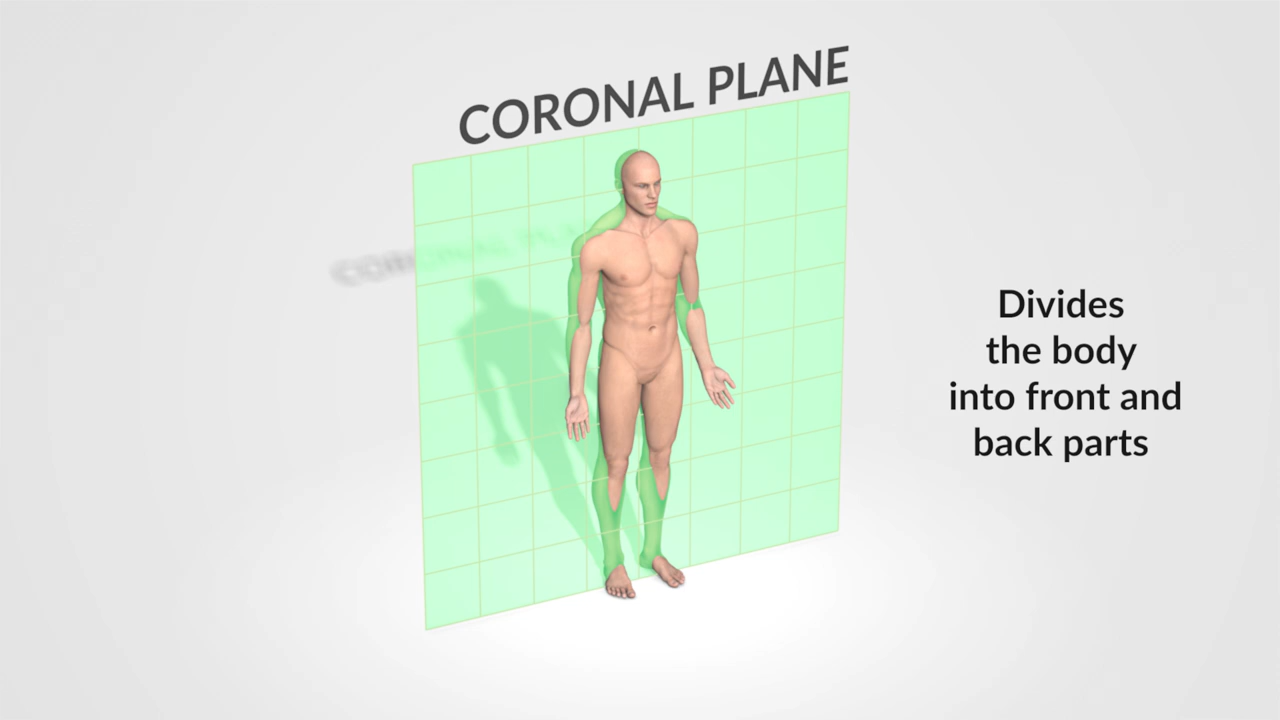 CORONAL PLANE
Divides
the body
into front and
back parts